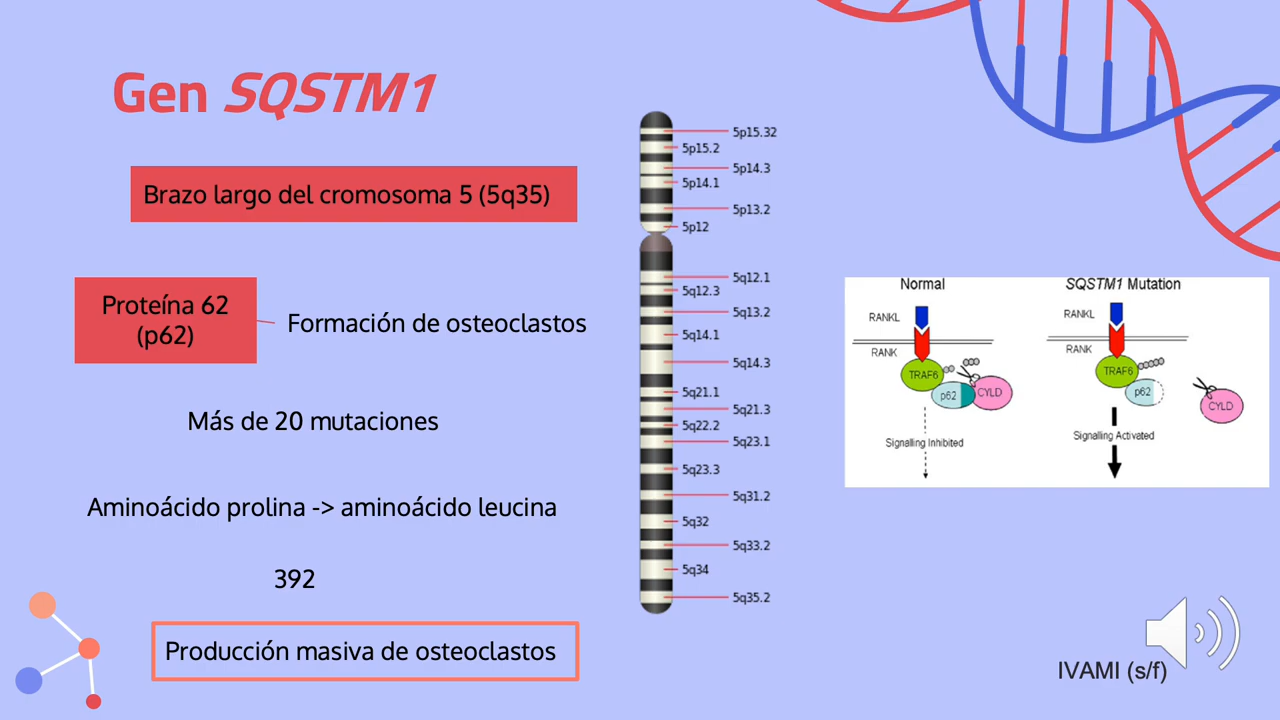 Gen SQSTM1
Brazo largo del cromosoma 5 (5q35)
Proteína 62
(p62)
Formación de osteoclastos
Más de 20 mutaciones
Aminoácido prolina -> aminoácido leucina
392
Producción masiva de osteoclastos
5p15.32
5p15.2
5p14.3
5p14.1
5p13.2
5p12
5q12.1
5q12.3
5q13.2
5q14.1
5q14.3
5q21.1
5q21.3
5q22.2
5q23.1
5q23.3
5q31.2
5q32
5q33.2
5q34
5q35.2
Normal
RANKL
RANK
TRAF6
p62
CYLD
Signalling Inhibited
SQSTM1 Mutation
RANKL
RANK
TRAF6
p62
CYLD
Signalling Activated
IVAMI (s/f)